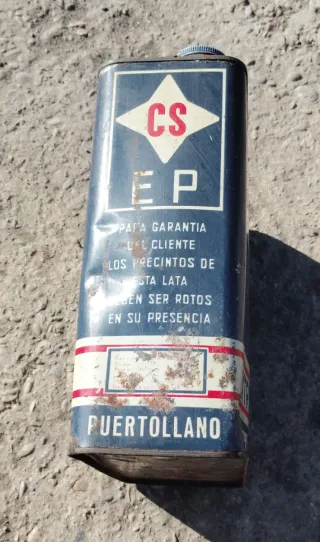 CS
EP
PARA GARANTIA
DEL CLIENTE
LOS PRECINTOS DE
ESTA LATA
DEBEN SER ROTOS
EN SU PRESENCIA
PUERTOLLANO